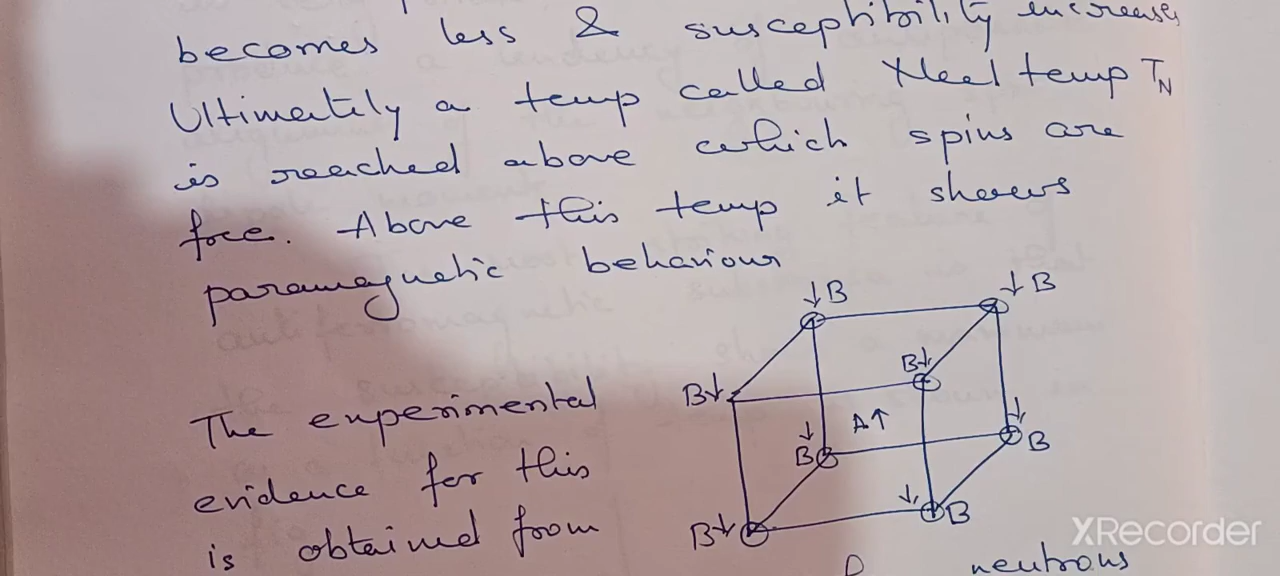 becomes less & susceptibility increases
Ultimately a temp called Neel temp T_N
is reached above which spins are
free. Above this temp it shows
paramagnetic behaviour
↓B
↓B
B↓
B↓
A↑
↓
B
↓
B
The experimental
evidence for this
is obtained from
B↓
↓
B
neutrons
XRecorder